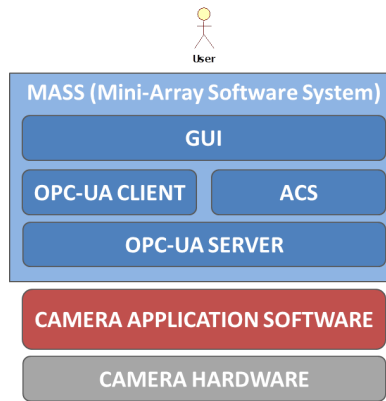 User
MASS (Mini-Array Software System)
GUI
OPC-UA CLIENT
ACS
OPC-UA SERVER
CAMERA APPLICATION SOFTWARE
CAMERA HARDWARE